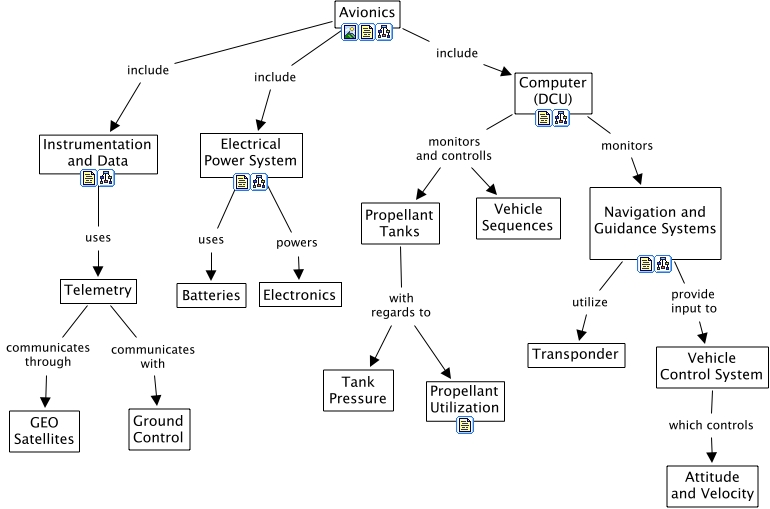 Avionics
include
include
include
Computer
(DCU)
Instrumentation
and Data
Electrical
Power System
monitors
and controlls
monitors
Propellant
Tanks
Vehicle
Sequences
Navigation and
Guidance Systems
uses
uses
powers
Telemetry
Batteries
Electronics
with
regards to
utilize
provide
input to
communicates
through
communicates
with
Transponder
Vehicle
Control System
Tank
Pressure
Propellant
Utilization
GEO
Satellites
Ground
Control
which controls
Attitude
and Velocity